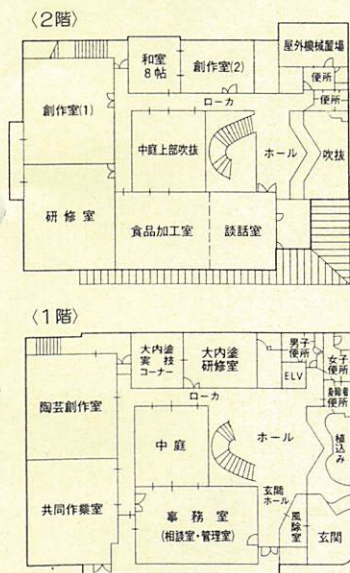 〈2階〉
屋外機械置場
和室
8帖
創作室(2)
便所
便所
ローカ
創作室(1)
中庭上部吹抜
ホール
吹抜
研修室
食品加工室
談話室
〈1階〉
大内塗
実技
コーナー
大内塗
研修室
男子
便所
女子
便所
ELV
便所
ローカ
陶芸創作室
植込み
中庭
ホール
共同作業室
事務室
(相談室・管理室)
玄関
ホール
風除室
玄関